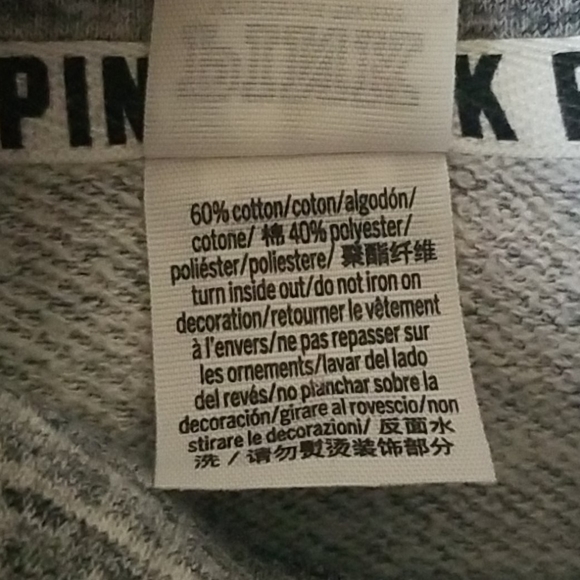 PIN K
60% cotton/coton/algodón/
cotone/ 棉 40% polyester/
poliéster/poliestere/ 聚酯纤维
turn inside out/do not iron on
decoration/retourner le vêtement
à l'envers/ne pas repasser sur
les ornements/lavar del lado
del revés/no planchar sobre la
decoración/girare al rovescio/non
stirare le decorazioni/ 反面水
洗 / 请勿熨烫装饰部分